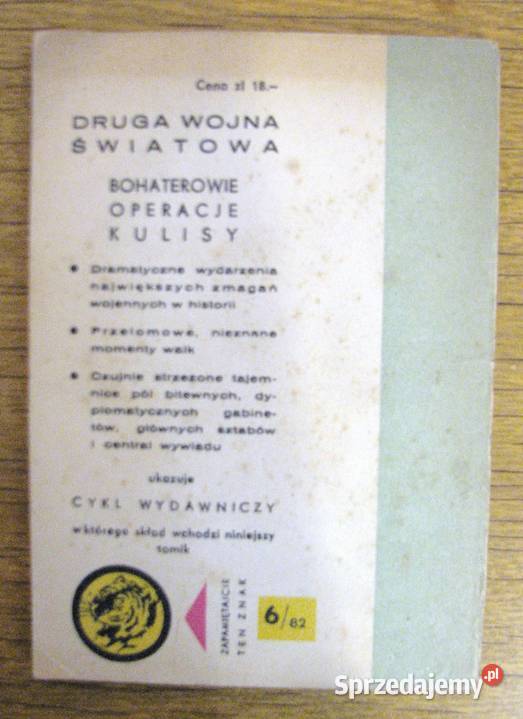 Cena zł 18.–
DRUGA WOJNA
ŚWIATOWA
BOHATEROWIE
OPERACJE
KULISY
• Dramatyczne wydarzenia
największych zmagań
wojennych w historii
• Przełomowe, nieznane
momenty walk
• Czujnie strzeżone tajem-
nice pól bitewnych, dy-
plomatycznych gabine-
tów, głównych sztabów
i central wywiadu
ukazuje
CYKL WYDAWNICZY
w którego skład wchodzi niniejszy
tomik
ZAPAMIĘTAJCIE
TEN ZNAK
6/82
Sprzedajemy.pl